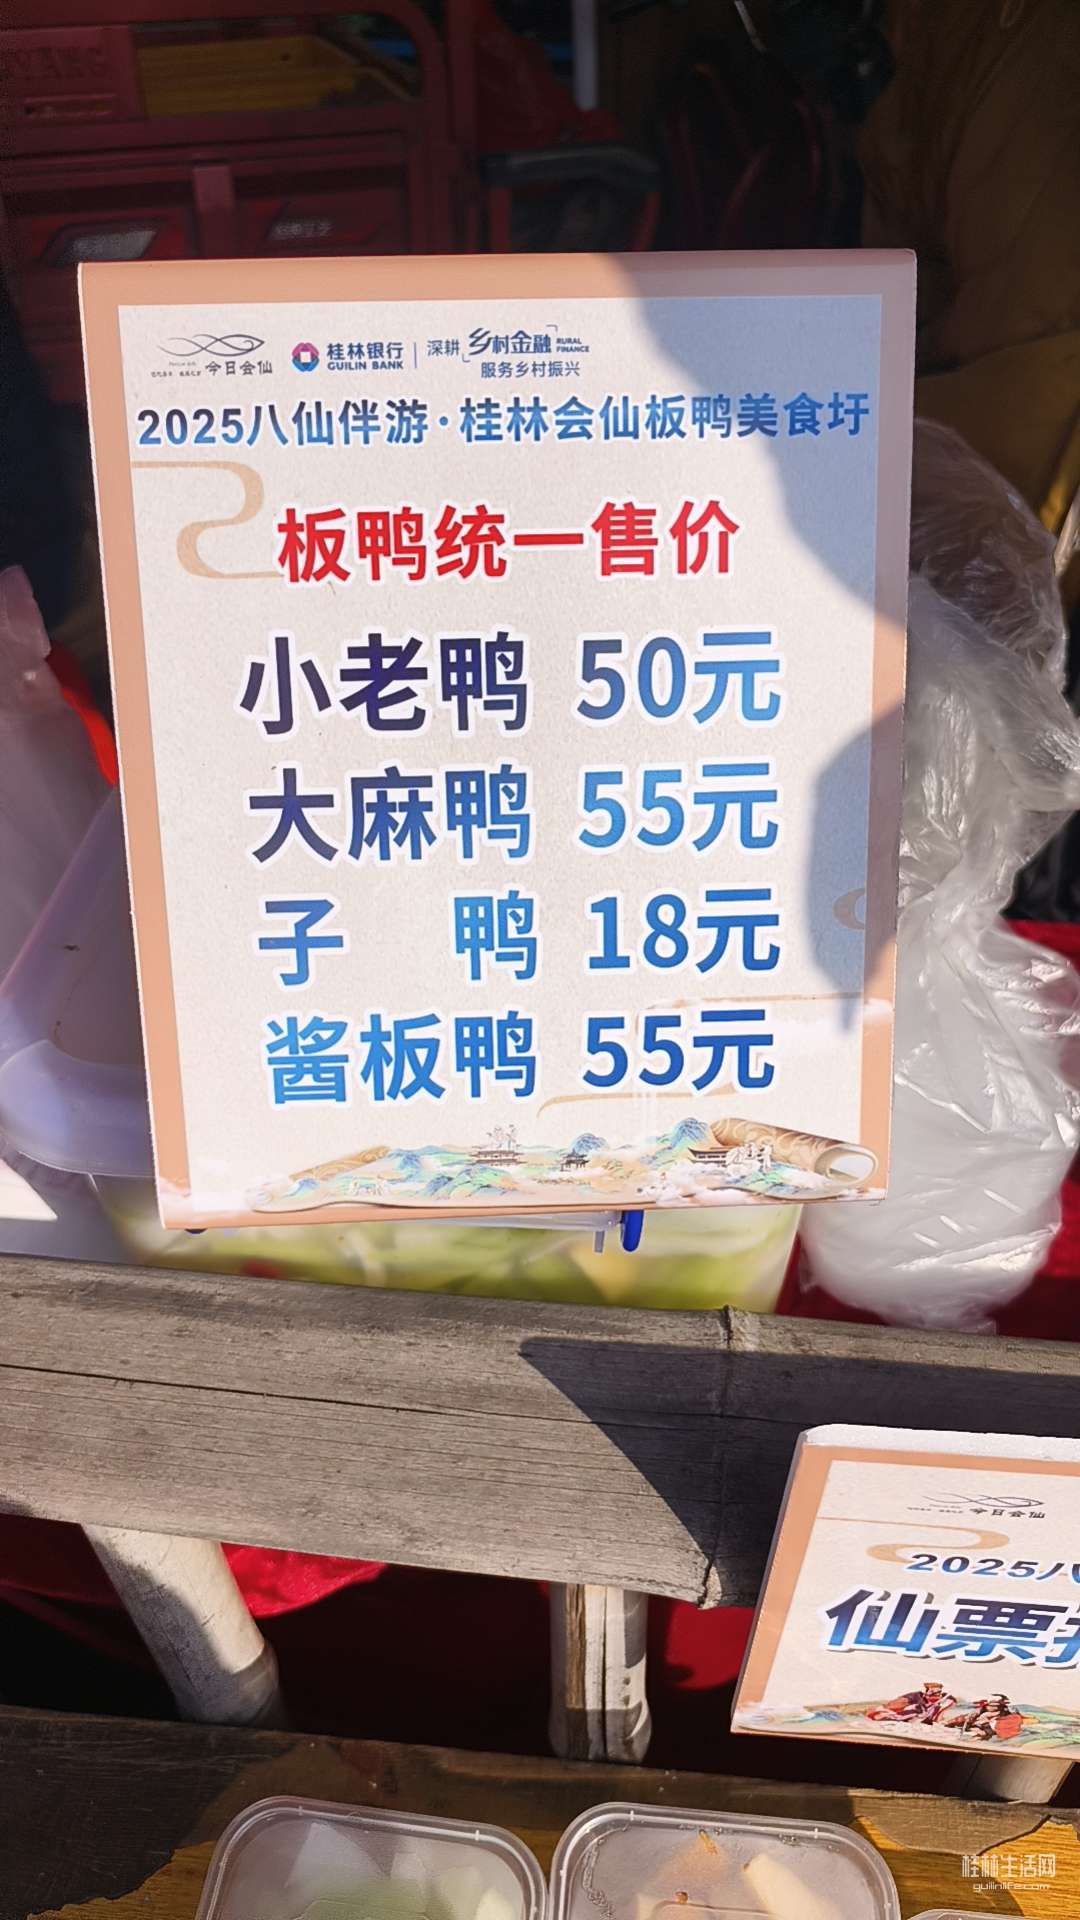 今日会仙
桂林银行
GUILIN BANK
深耕 乡村金融 RURAL FINANCE
服务乡村振兴
2025八仙伴游·桂林会仙板鸭美食圩
板鸭统一售价
小老鸭 50元
大麻鸭 55元
子 鸭 18元
酱板鸭 55元
今日会仙
2025八
仙票
桂林生活网
guilinlife.com